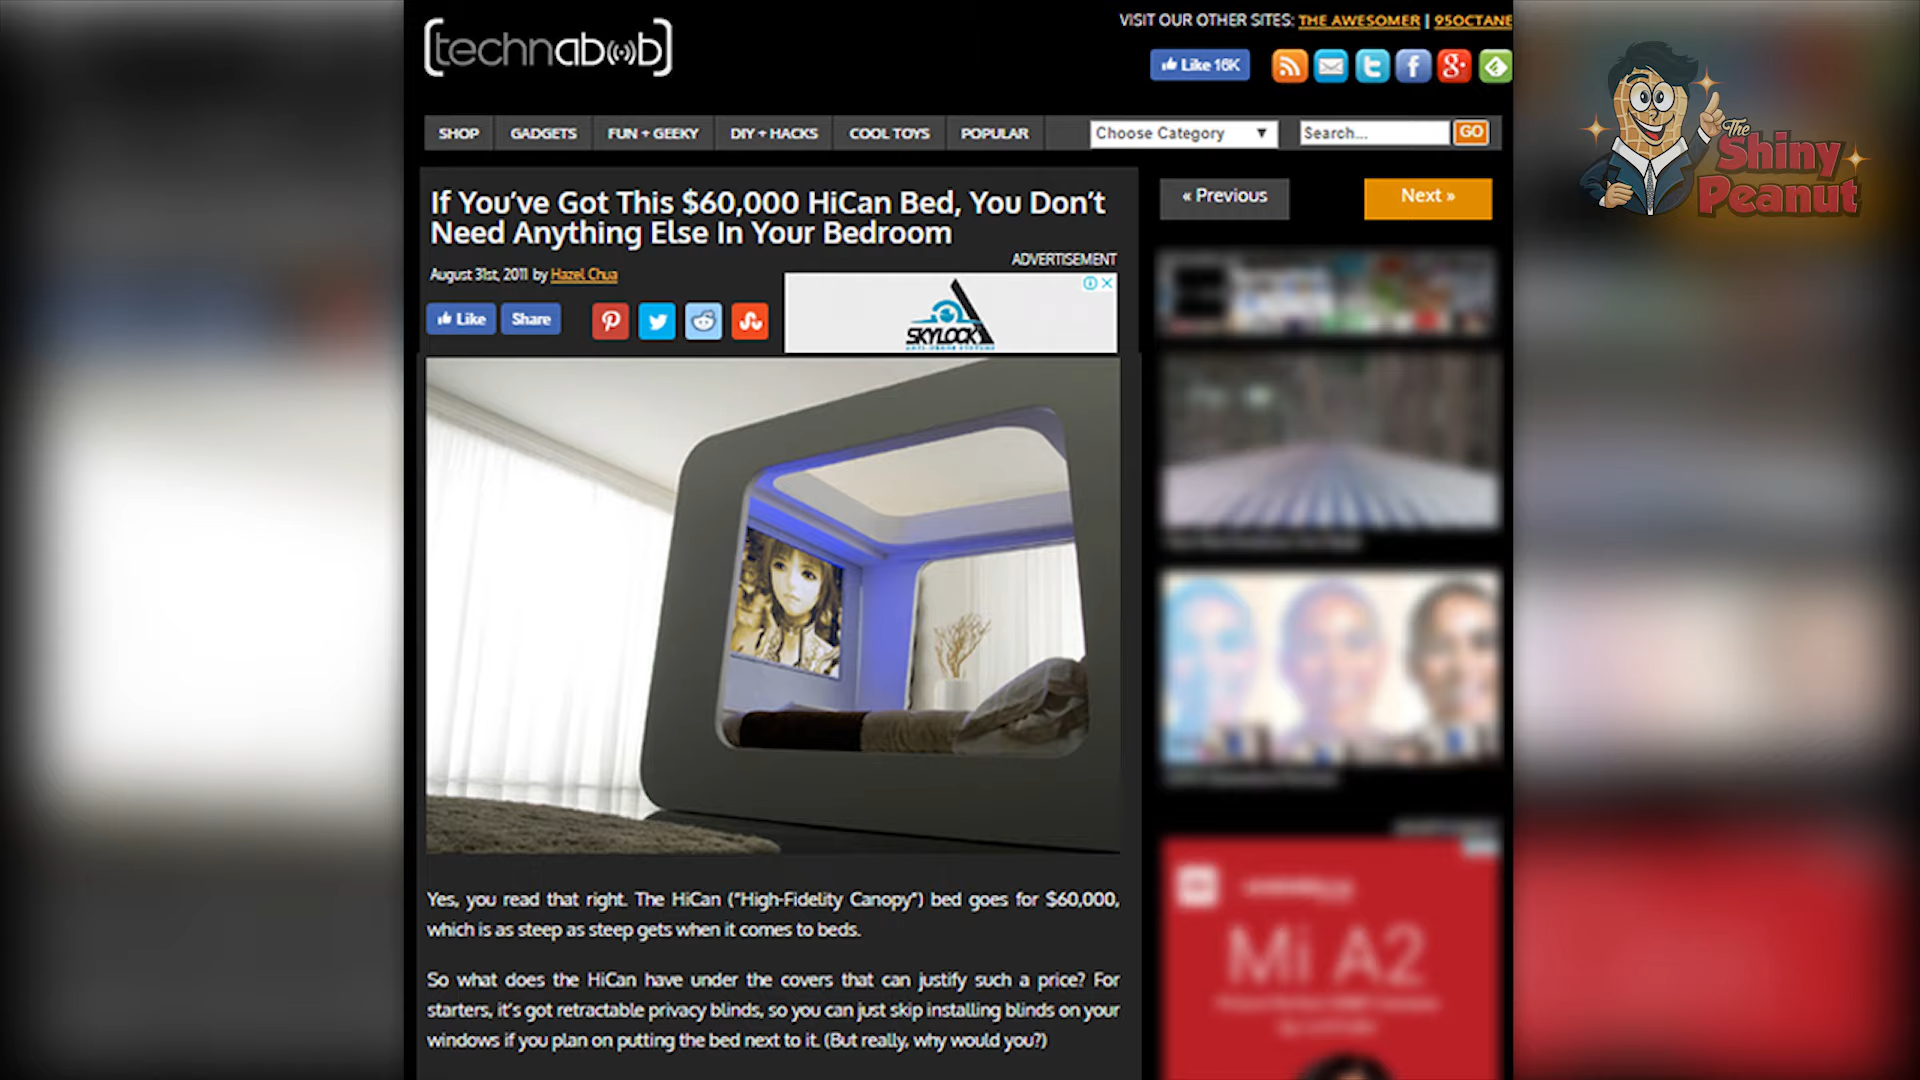 [technabob]
VISIT OUR OTHER SITES: THE AWESOMER | 95OCTANE
Like 16K
SHOP GADGETS FUN + GEEKY DIY + HACKS COOL TOYS POPULAR Choose Category ▼ Search... GO
The
Shiny
Peanut
If You've Got This $60,000 HiCan Bed, You Don't
Need Anything Else In Your Bedroom
« Previous Next »
ADVERTISEMENT
August 31st, 2011 by Hazel Chua
Like Share
SKYLOCK
Yes, you read that right. The HiCan ("High-Fidelity Canopy") bed goes for $60,000,
which is as steep as steep gets when it comes to beds.
So what does the HiCan have under the covers that can justify such a price? For
starters, it's got retractable privacy blinds, so you can just skip installing blinds on your
windows if you plan on putting the bed next to it. (But really, why would you?)
Mi A2